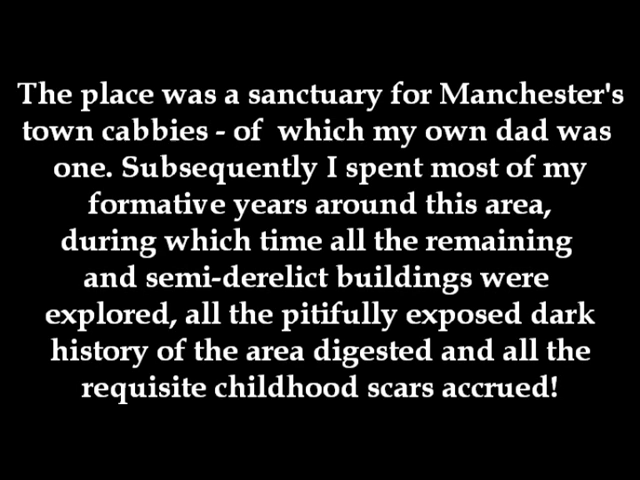 The place was a sanctuary for Manchester's
town cabbies - of  which my own dad was
one. Subsequently I spent most of my
formative years around this area,
during which time all the remaining
and semi-derelict buildings were
explored, all the pitifully exposed dark
history of the area digested and all the
requisite childhood scars accrued!